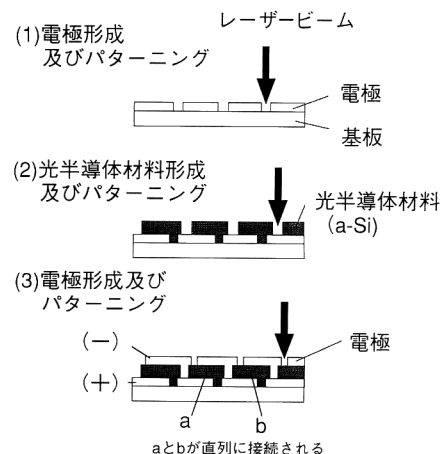 レーザービーム
(1)電極形成
及びパターニング
電極
基板
(2)光半導体材料形成
及びパターニング
光半導体材料
(a-Si)
(3)電極形成及び
パターニング
(−)
電極
(+)
a
b
aとbが直列に接続される